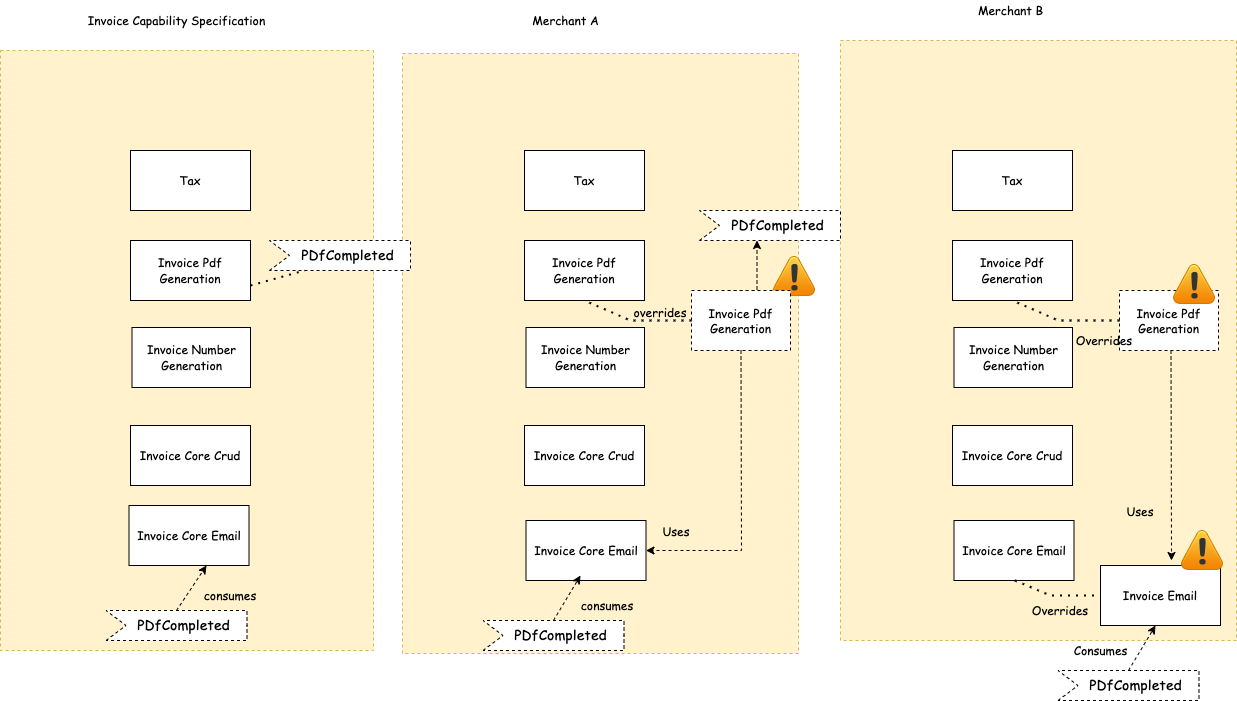 Invoice Capability Specification
Tax
Invoice Pdf
Generation
PDfCompleted
Invoice Number
Generation
Invoice Core Crud
Invoice Core Email
consumes
PDfCompleted
Merchant A
Tax
PDfCompleted
Invoice Pdf
Generation
overrides
Invoice Pdf
Generation
Invoice Number
Generation
Invoice Core Crud
Uses
Invoice Core Email
consumes
PDfCompleted
Merchant B
Tax
Invoice Pdf
Generation
Invoice Pdf
Generation
Overrides
Invoice Number
Generation
Invoice Core Crud
Uses
Invoice Core Email
Invoice Email
Overrides
Consumes
PDfCompleted